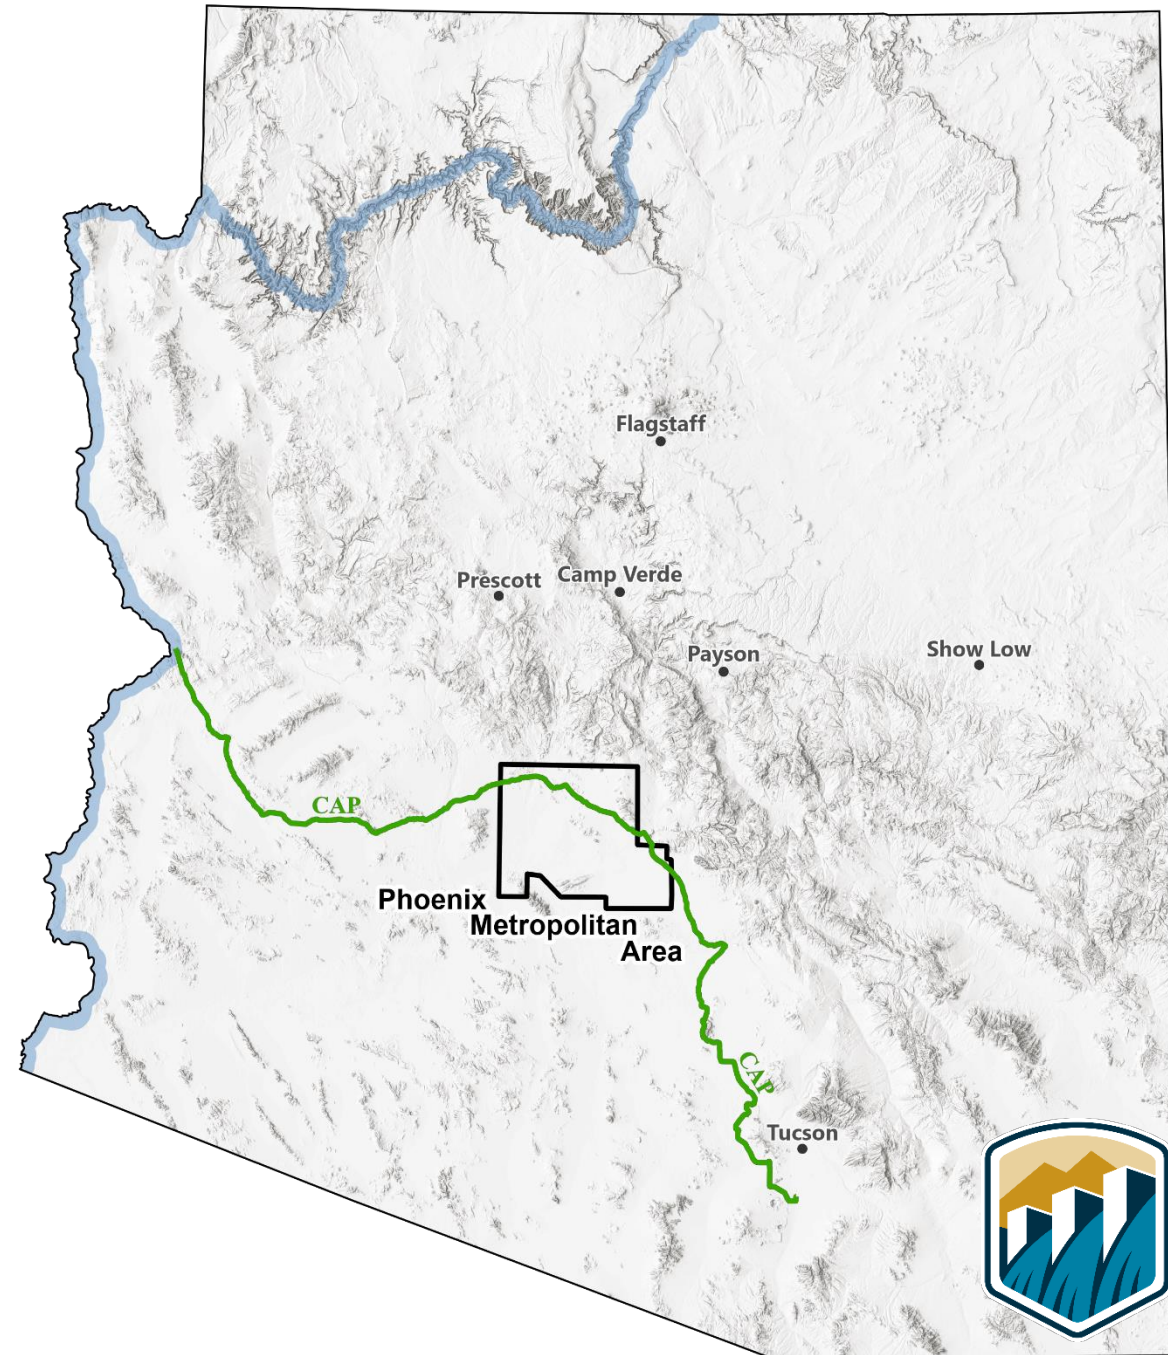 Flagstaff
Prescott
Camp Verde
Payson
Show Low
CAP
Phoenix
Metropolitan
Area
CAP
Tucson